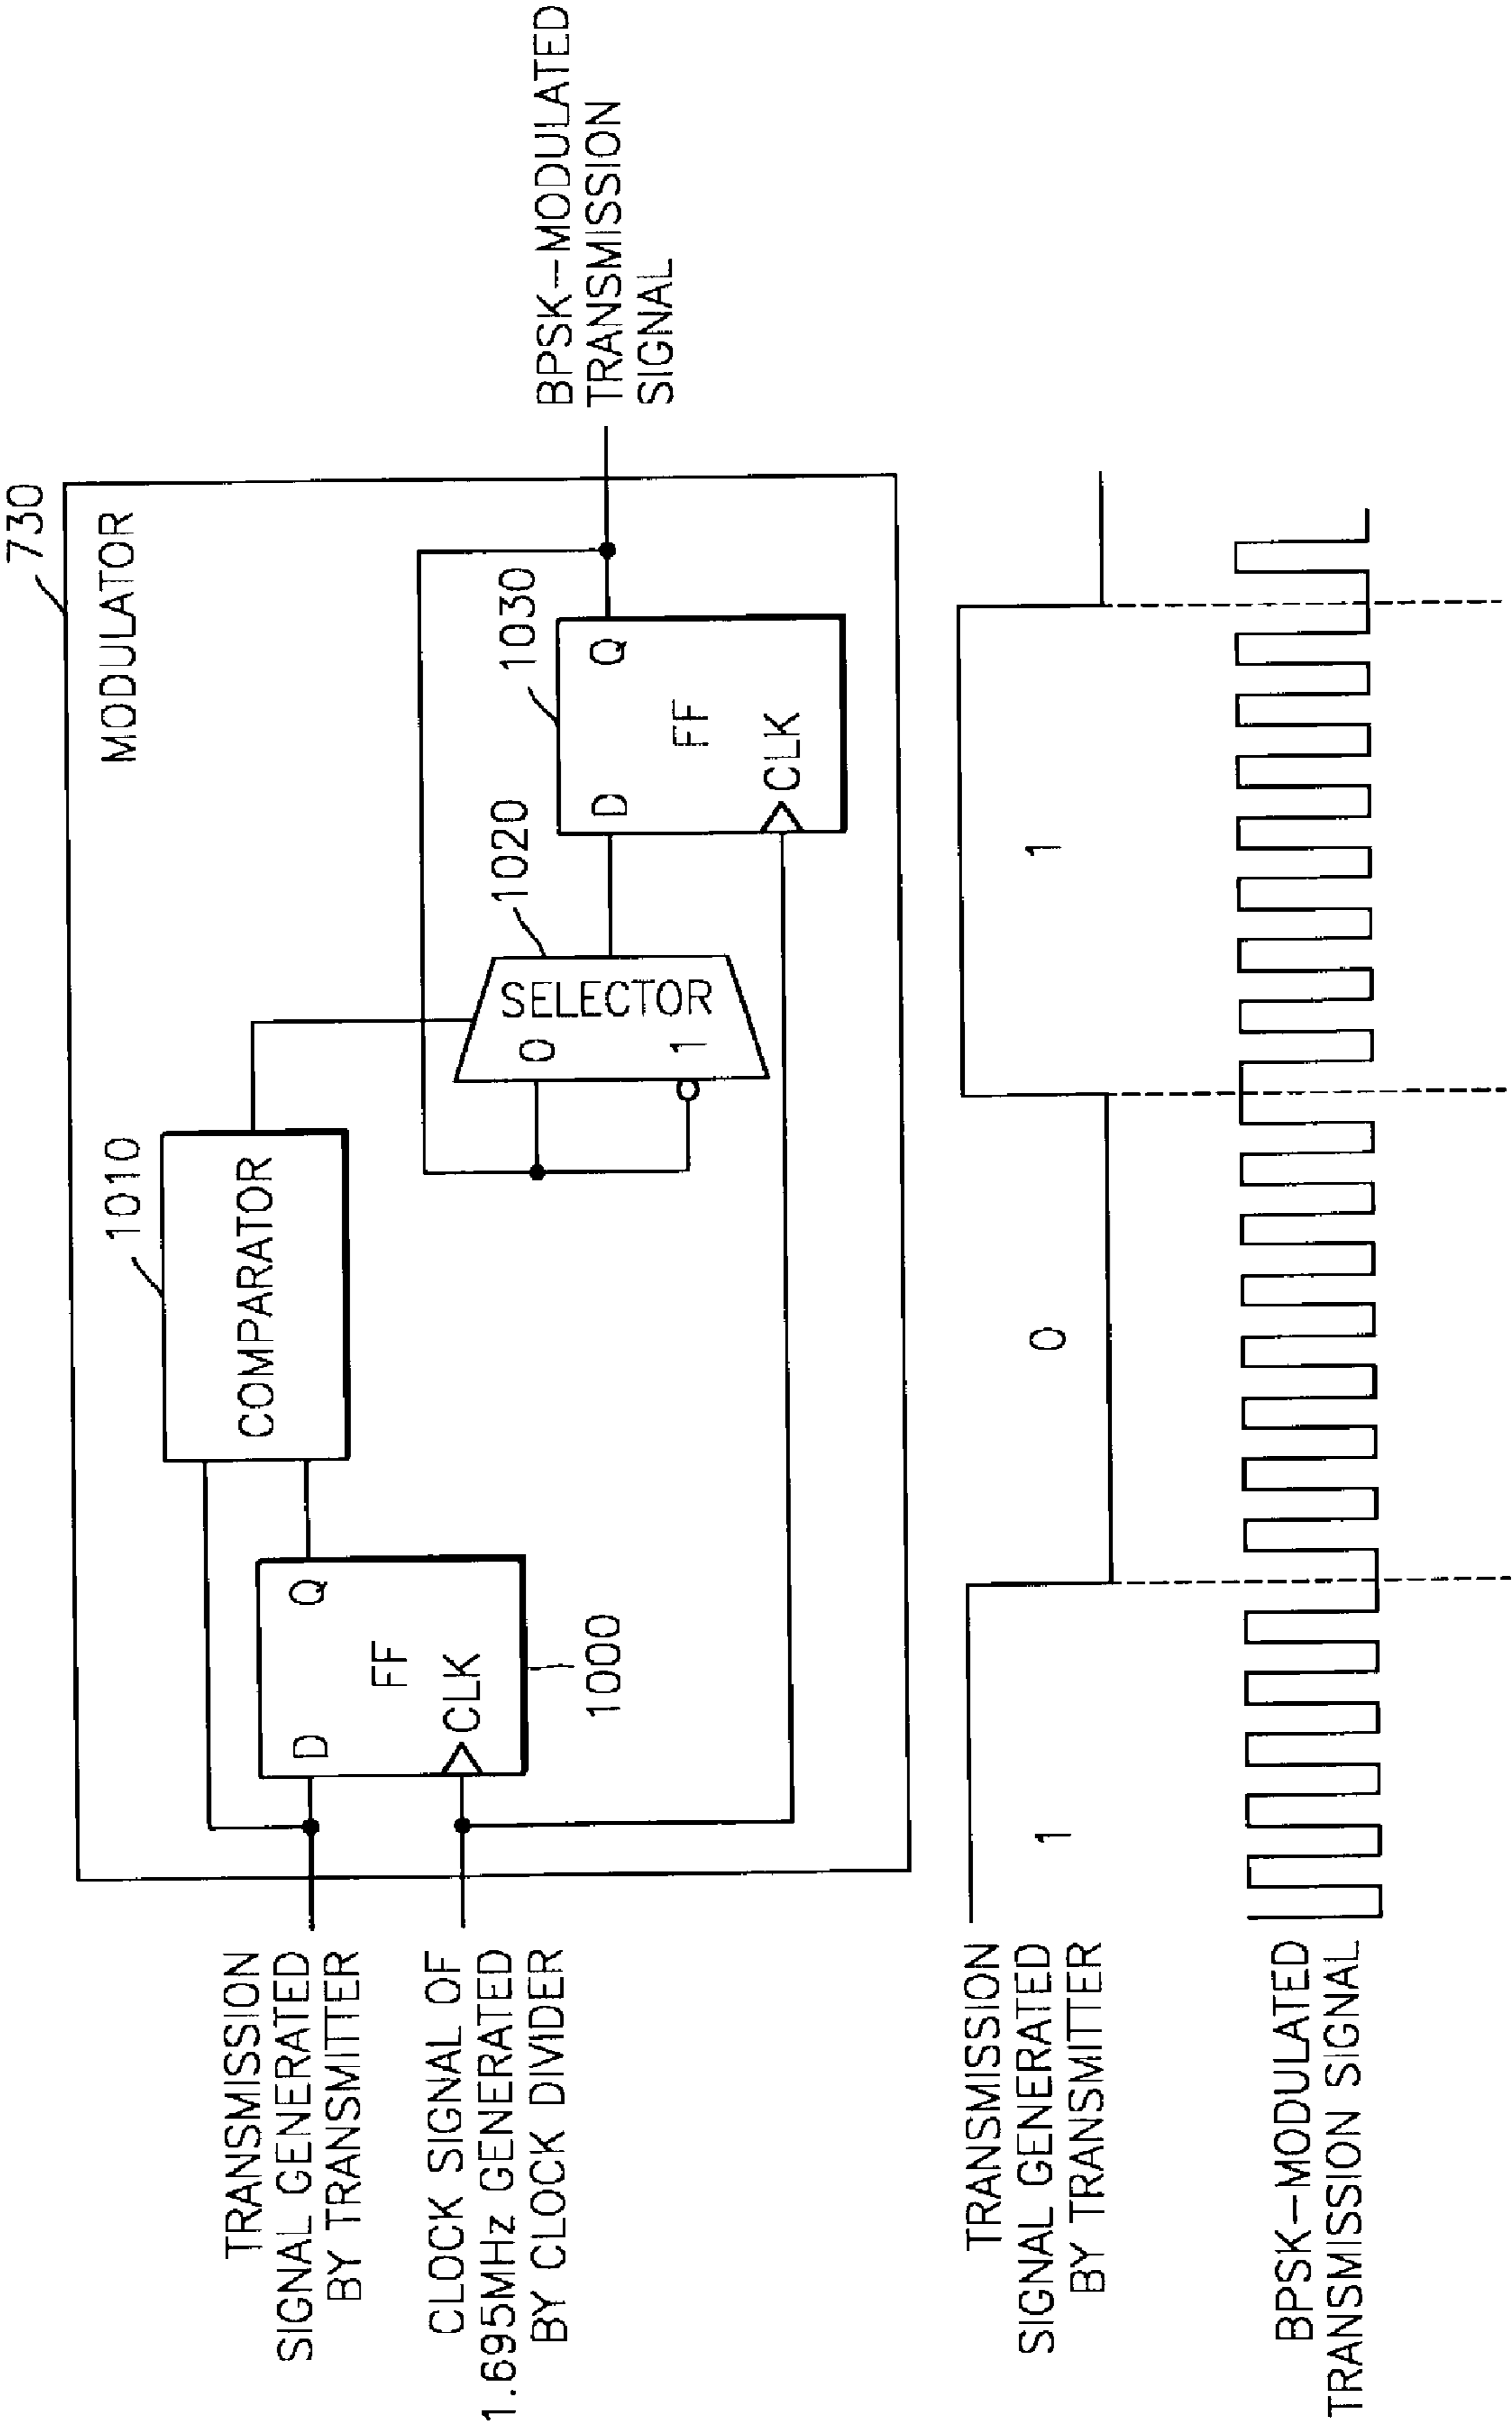 730
MODULATOR
TRANSMISSION
SIGNAL GENERATED
BY TRANSMITTER
CLOCK SIGNAL OF
1.695MHz GENERATED
BY CLOCK DIVIDER
D
Q
FF
CLK
1000
1010
COMPARATOR
1020
SELECTOR
0
1
1030
D
Q
FF
CLK
BPSK-MODULATED
TRANSMISSION
SIGNAL
TRANSMISSION
SIGNAL GENERATED
BY TRANSMITTER
1
0
1
BPSK-MODULATED
TRANSMISSION SIGNAL